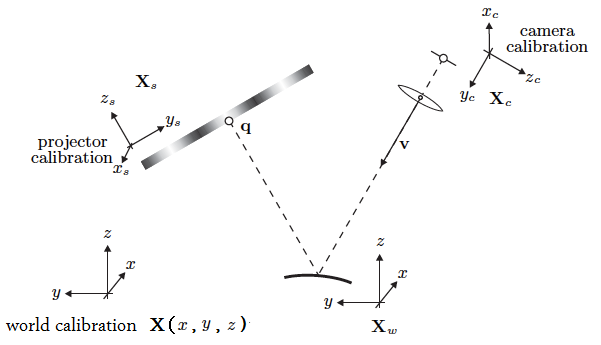 x_c
camera
calibration
z_c
y_c
X_c
X_s
z_s
y_s
q
projector
calibration
x_s
v
z
x
y
z
x
y
world calibration X(x, y, z)
X_w